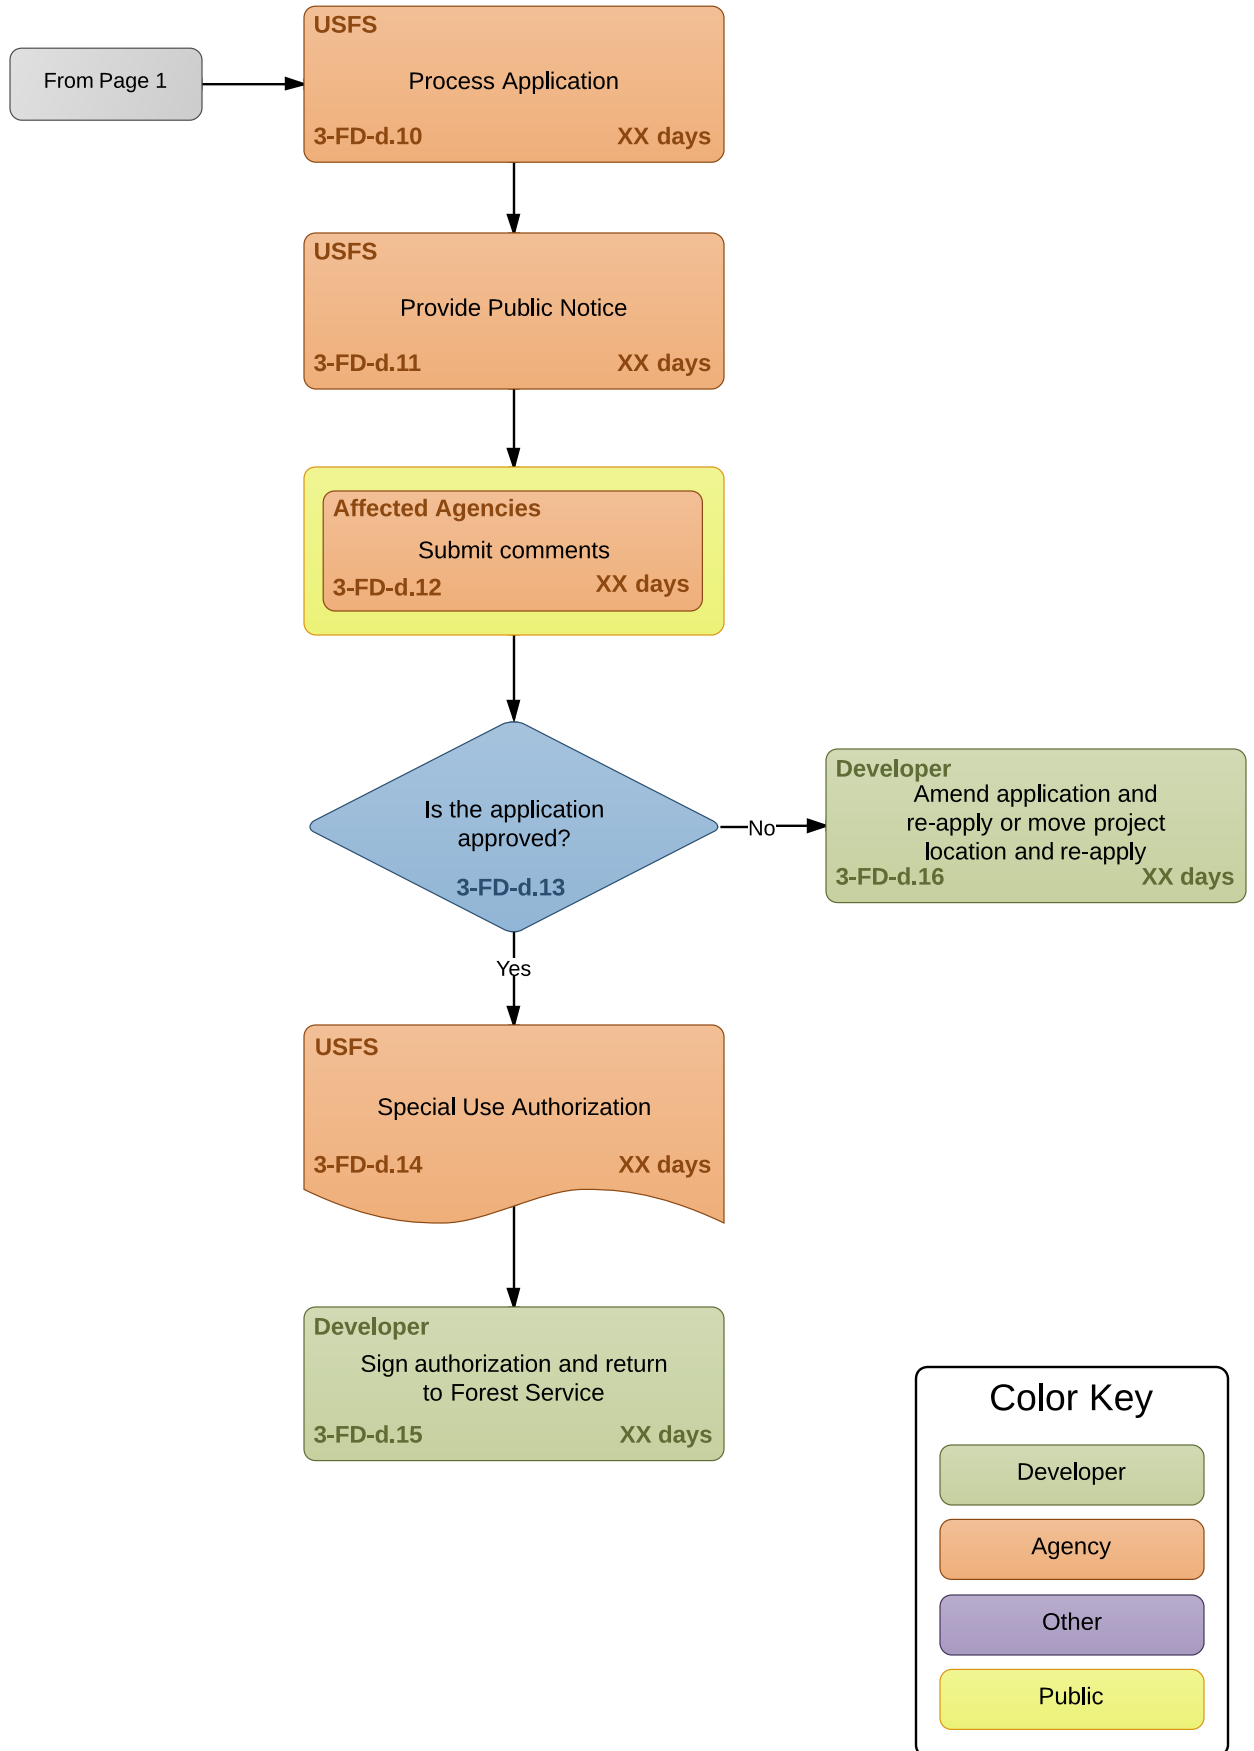 From Page 1
USFS
Process Application
3-FD-d.10 XX days
USFS
Provide Public Notice
3-FD-d.11 XX days
Affected Agencies
Submit comments
3-FD-d.12 XX days
Is the application
approved?
3-FD-d.13
No
Developer
Amend application and
re-apply or move project
location and re-apply
3-FD-d.16 XX days
Yes
USFS
Special Use Authorization
3-FD-d.14 XX days
Developer
Sign authorization and return
to Forest Service
3-FD-d.15 XX days
Color Key
Developer
Agency
Other
Public